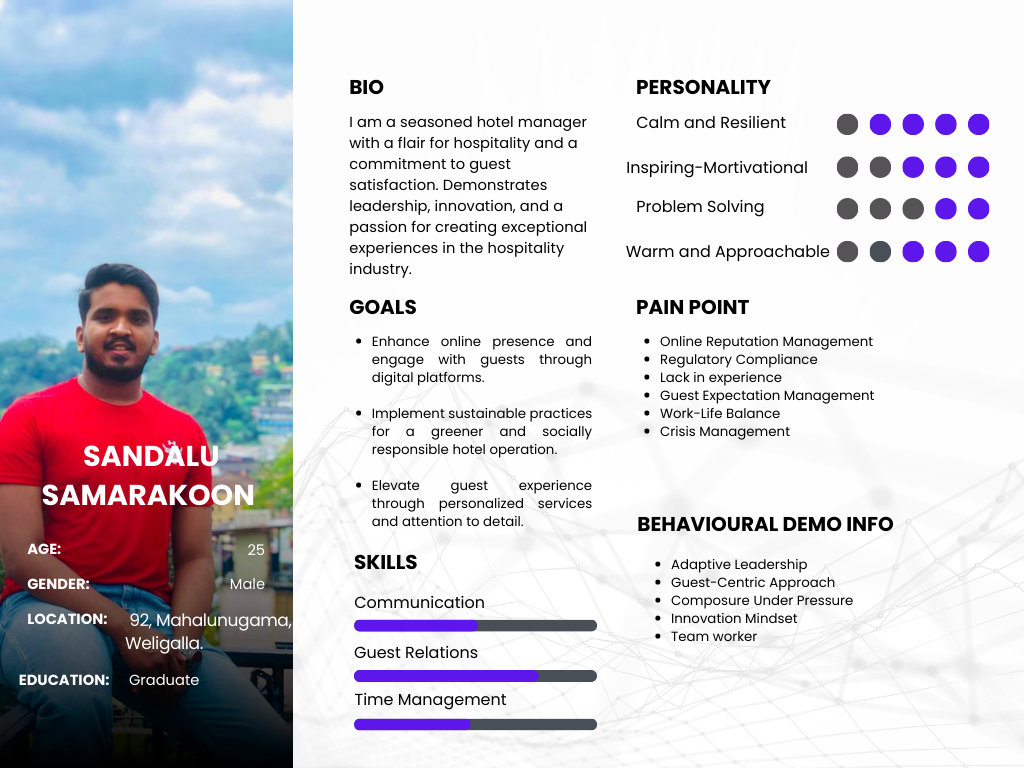 SANDALU
SAMARAKOON
AGE: 25
GENDER: Male
LOCATION: 92, Mahalunugama,
Weligalla.
EDUCATION: Graduate
BIO
I am a seasoned hotel manager
with a flair for hospitality and a
commitment to guest
satisfaction. Demonstrates
leadership, innovation, and a
passion for creating exceptional
experiences in the hospitality
industry.
GOALS
• Enhance online presence and
engage with guests through
digital platforms.
• Implement sustainable practices
for a greener and socially
responsible hotel operation.
• Elevate guest experience
through personalized services
and attention to detail.
SKILLS
Communication
Guest Relations
Time Management
PERSONALITY
Calm and Resilient
Inspiring-Mortivational
Problem Solving
Warm and Approachable
PAIN POINT
• Online Reputation Management
• Regulatory Compliance
• Lack in experience
• Guest Expectation Management
• Work-Life Balance
• Crisis Management
BEHAVIOURAL DEMO INFO
• Adaptive Leadership
• Guest-Centric Approach
• Composure Under Pressure
• Innovation Mindset
• Team worker